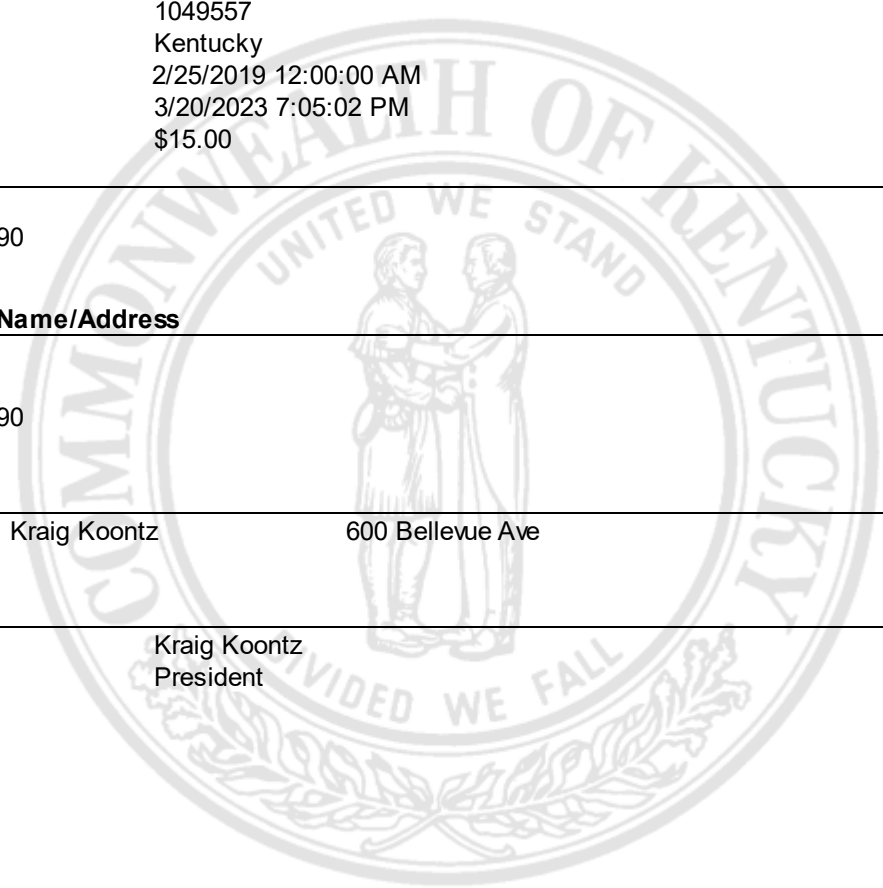 1049557
Kentucky
2/25/2019 12:00:00 AM
3/20/2023 7:05:02 PM
$15.00
90
Name/Address
90
Kraig Koontz 600 Bellevue Ave
Kraig Koontz
President
COMMONWEALTH OF KENTUCKY
UNITED WE STAND
DIVIDED WE FALL